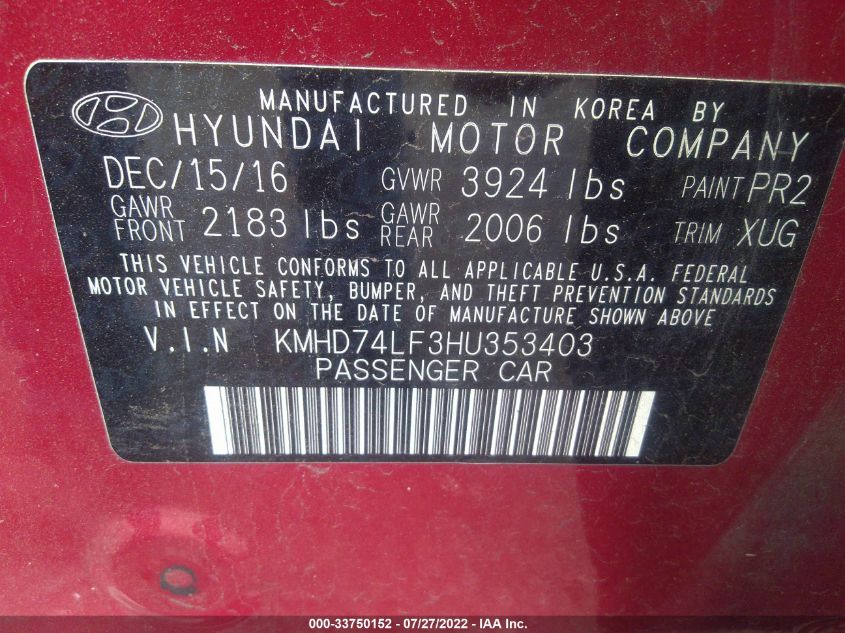 MANUFACTURED IN KOREA BY
HYUNDAI MOTOR COMPANY
DEC/15/16 GVWR 3924 lbs PAINT PR2
GAWR FRONT 2183 lbs GAWR REAR 2006 lbs TRIM XUG
THIS VEHICLE CONFORMS TO ALL APPLICABLE U.S.A. FEDERAL
MOTOR VEHICLE SAFETY, BUMPER, AND THEFT PREVENTION STANDARDS
IN EFFECT ON THE DATE OF MANUFACTURE SHOWN ABOVE
V.I.N KMHD74LF3HU353403
PASSENGER CAR
000-33750152 - 07/27/2022 - IAA Inc.